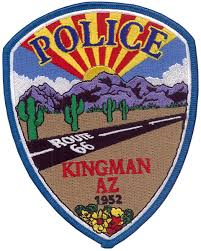 POLICE
ROUTE
66
KINGMAN
AZ
1952